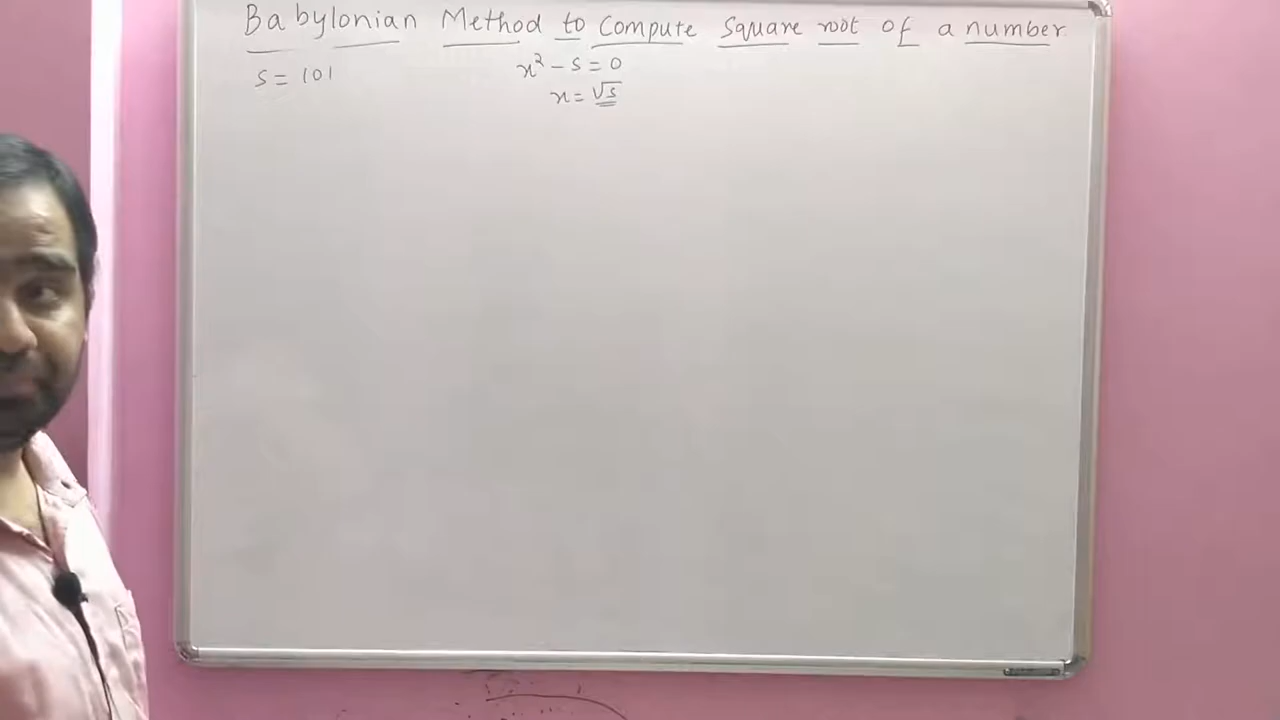 Babylonian Method to Compute Square root of a number
S = 101
x² - S = 0
x = √S